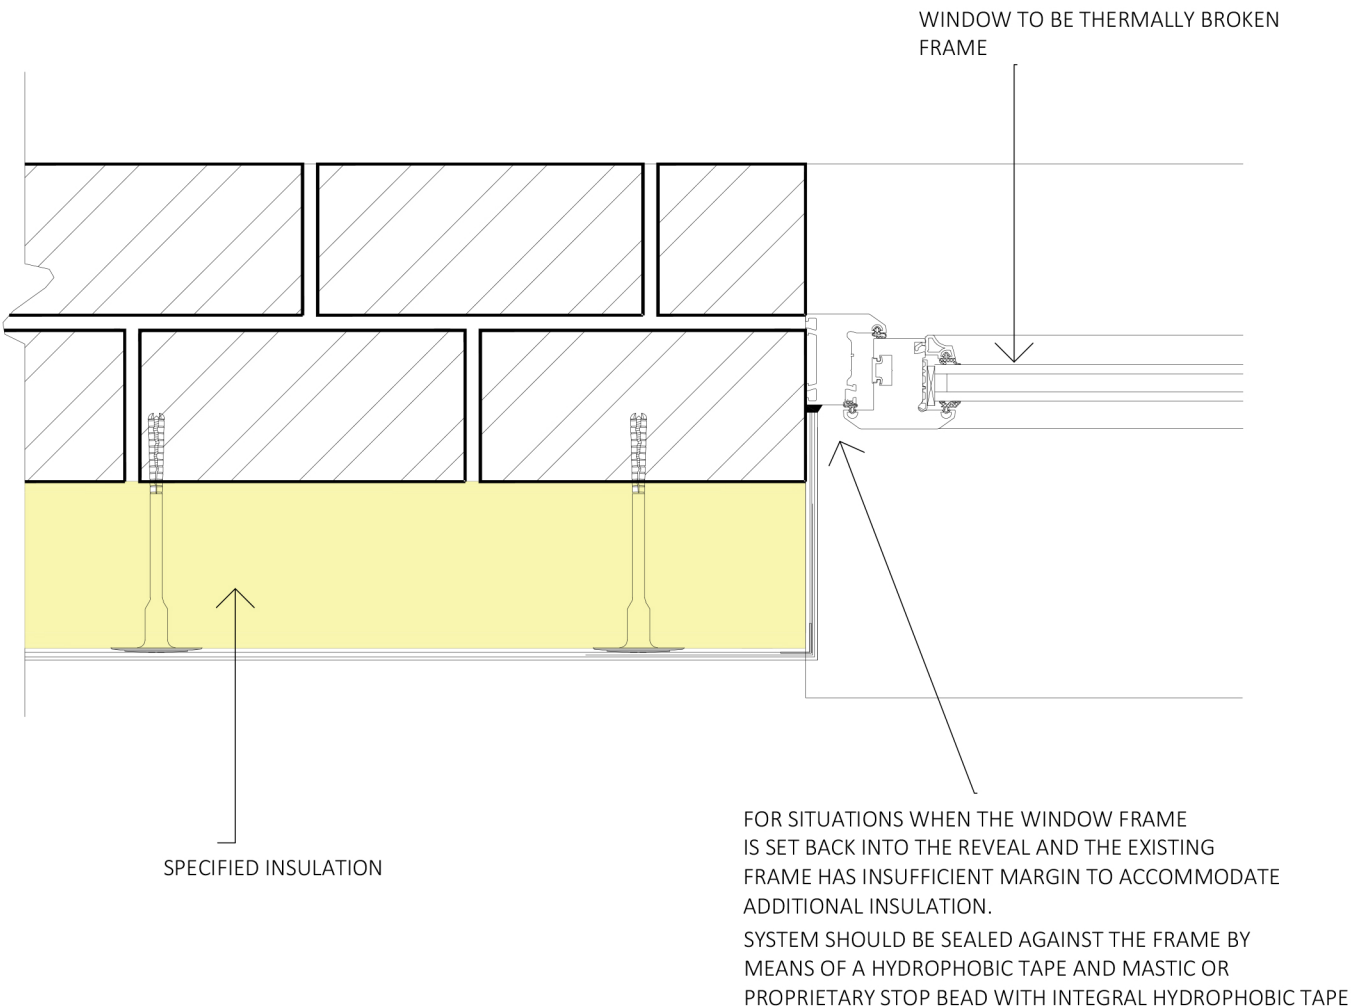 WINDOW TO BE THERMALLY BROKEN
FRAME
SPECIFIED INSULATION
FOR SITUATIONS WHEN THE WINDOW FRAME
IS SET BACK INTO THE REVEAL AND THE EXISTING
FRAME HAS INSUFFICIENT MARGIN TO ACCOMMODATE
ADDITIONAL INSULATION.
SYSTEM SHOULD BE SEALED AGAINST THE FRAME BY
MEANS OF A HYDROPHOBIC TAPE AND MASTIC OR
PROPRIETARY STOP BEAD WITH INTEGRAL HYDROPHOBIC TAPE